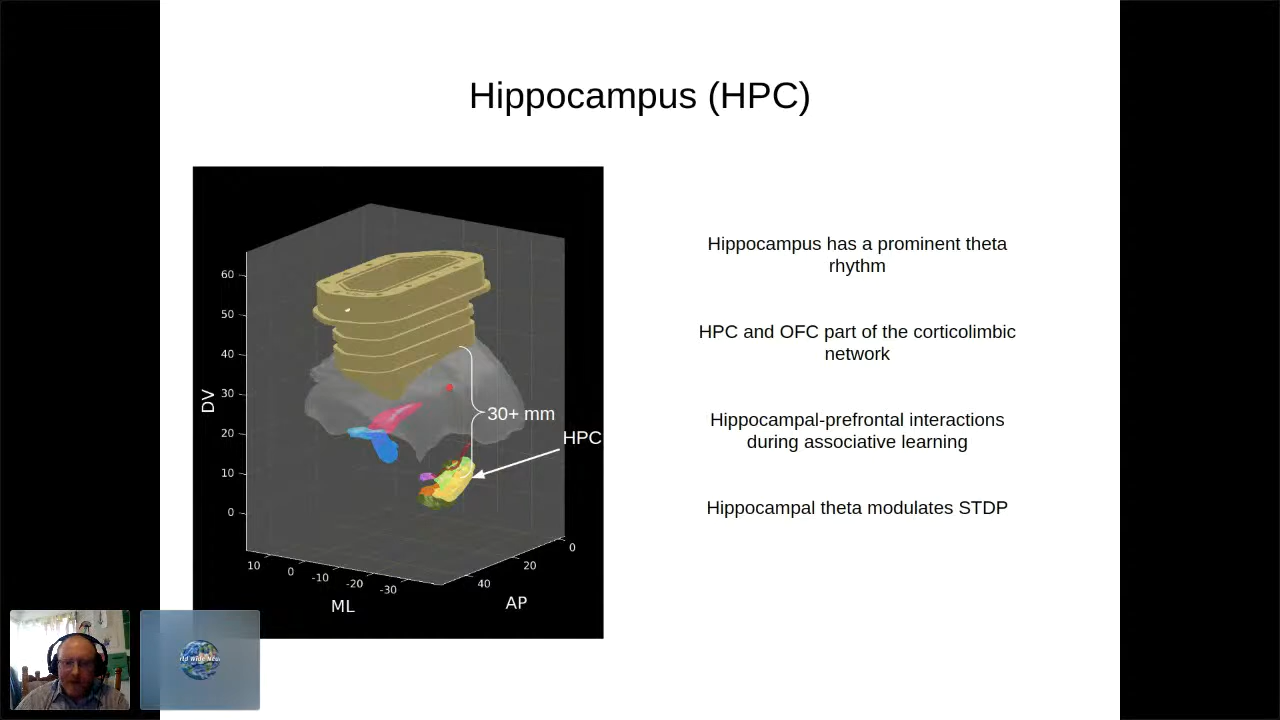 Hippocampus (HPC)
60
50
40
30
20
10
0
DV
30+ mm
HPC
10
0
-10
-20
-30
ML
40
20
0
AP
Hippocampus has a prominent theta
rhythm
HPC and OFC part of the corticolimbic
network
Hippocampal-prefrontal interactions
during associative learning
Hippocampal theta modulates STDP
Wide